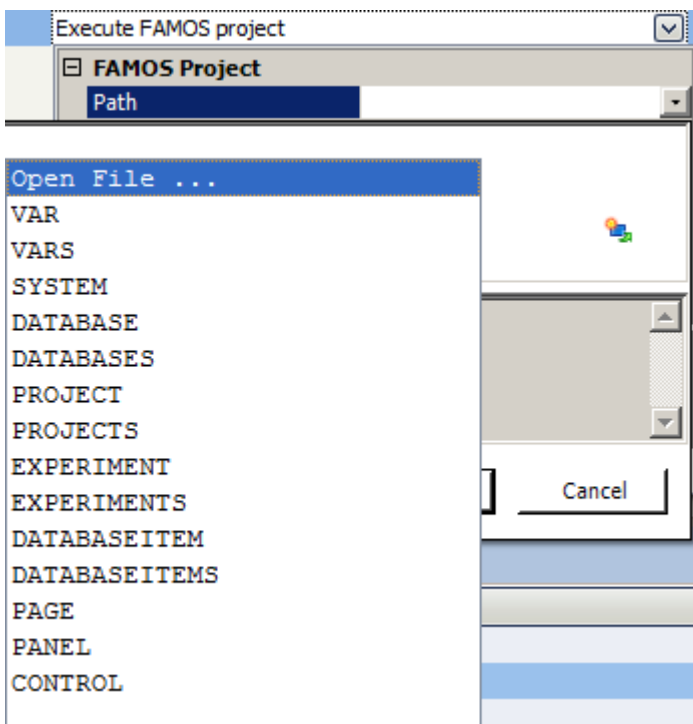 Execute FAMOS project
FAMOS Project
Path
Open File ...
VAR
VARS
SYSTEM
DATABASE
DATABASES
PROJECT
PROJECTS
EXPERIMENT
EXPERIMENTS
Cancel
DATABASEITEM
DATABASEITEMS
PAGE
PANEL
CONTROL